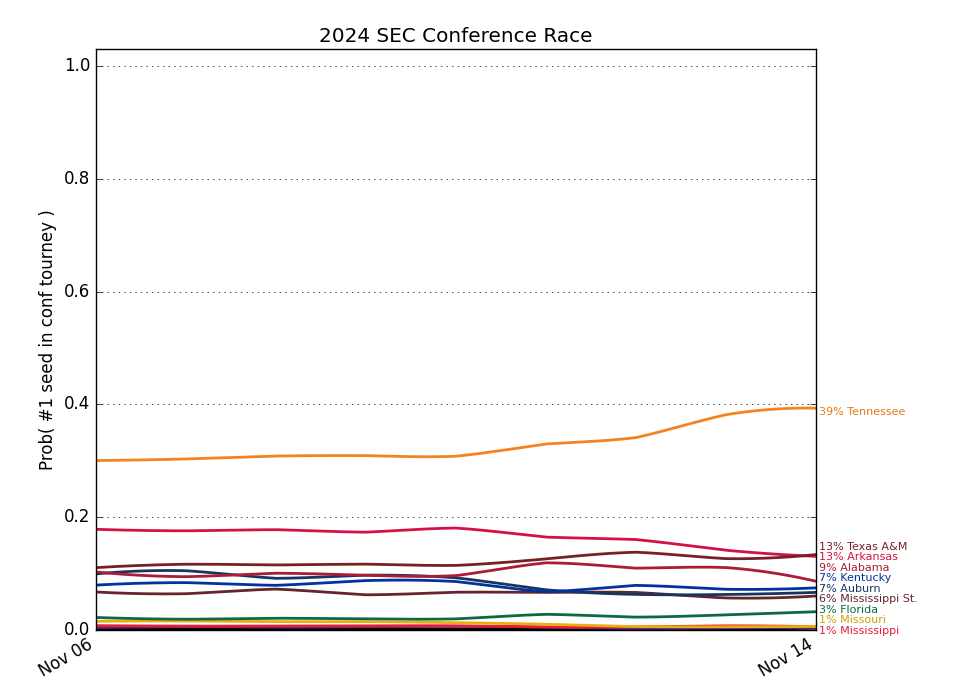 2024 SEC Conference Race
Prob( #1 seed in conf tourney )
1.0
0.8
0.6
0.4
0.2
0.0
39% Tennessee
13% Texas A&M
13% Arkansas
9% Alabama
7% Kentucky
7% Auburn
6% Mississippi St.
3% Florida
1% Missouri
1% Mississippi
Nov 06
Nov 14